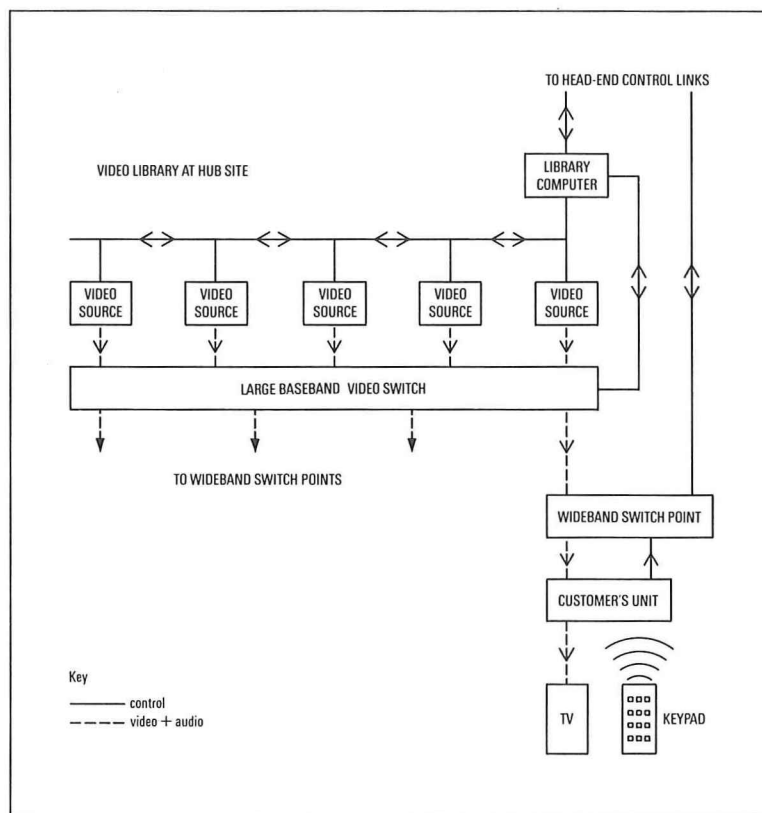 TO HEAD-END CONTROL LINKS
VIDEO LIBRARY AT HUB SITE
LIBRARY
COMPUTER
VIDEO
SOURCE
VIDEO
SOURCE
VIDEO
SOURCE
VIDEO
SOURCE
VIDEO
SOURCE
LARGE BASEBAND VIDEO SWITCH
TO WIDEBAND SWITCH POINTS
WIDEBAND SWITCH POINT
CUSTOMER'S UNIT
Key
control
video + audio
TV
KEYPAD